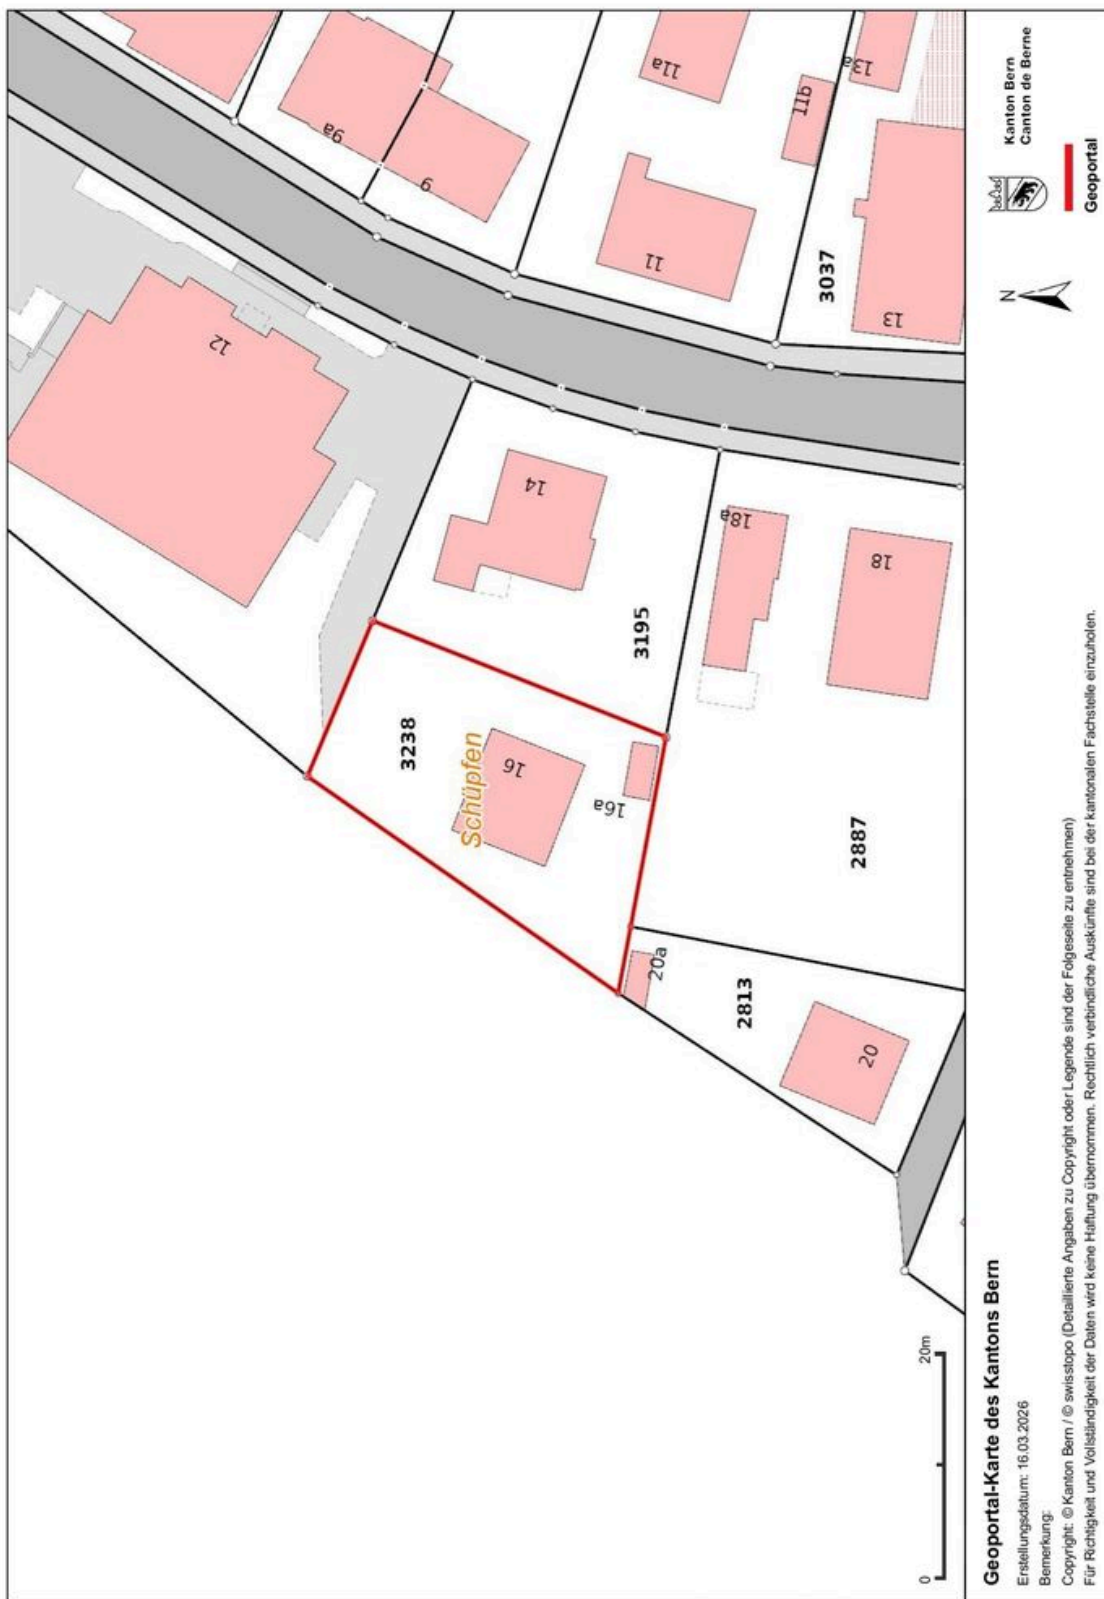 12
9a
9
11a
11b
13a
11
3037
13
14
3195
18a
18
3238
Schüpfen
16
16a
2887
20a
2813
20
0
20m
Geoportal-Karte des Kantons Bern
Erstellungsdatum: 16.03.2026
Bemerkung:
Copyright: © Kanton Bern / © swisstopo (Detaillierte Angaben zu Copyright oder Legende sind der Folgeseite zu entnehmen)
Für Richtigkeit und Vollständigkeit der Daten wird keine Haftung übernommen. Rechtlich verbindliche Auskünfte sind bei der kantonalen Fachstelle einzuholen.
N
Kanton Bern
Canton de Berne
Geoportal